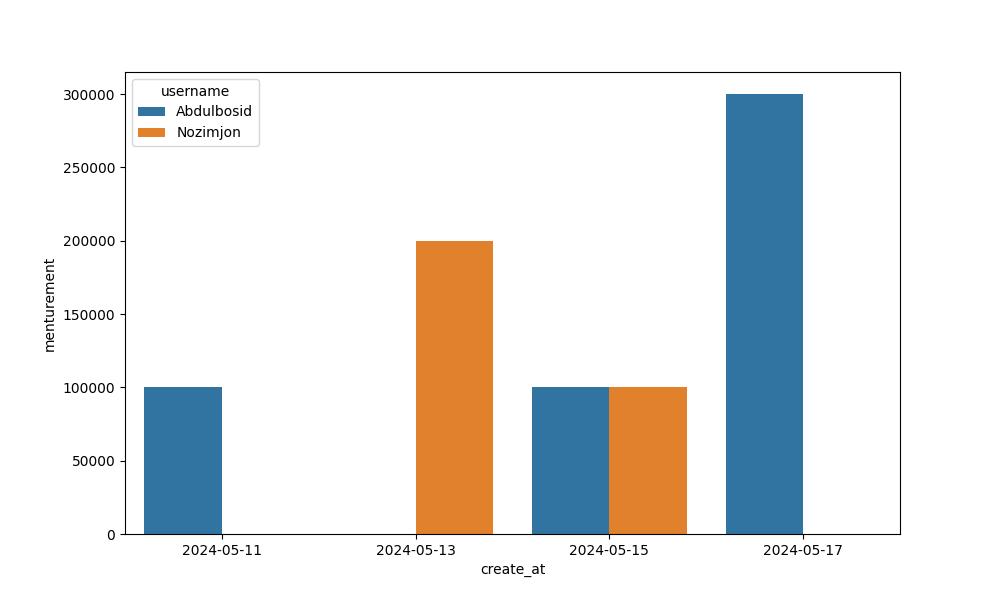 username
Abdulbosid
Nozimjon
300000
250000
200000
150000
100000
50000
0
menturement
2024-05-11
2024-05-13
2024-05-15
2024-05-17
create_at